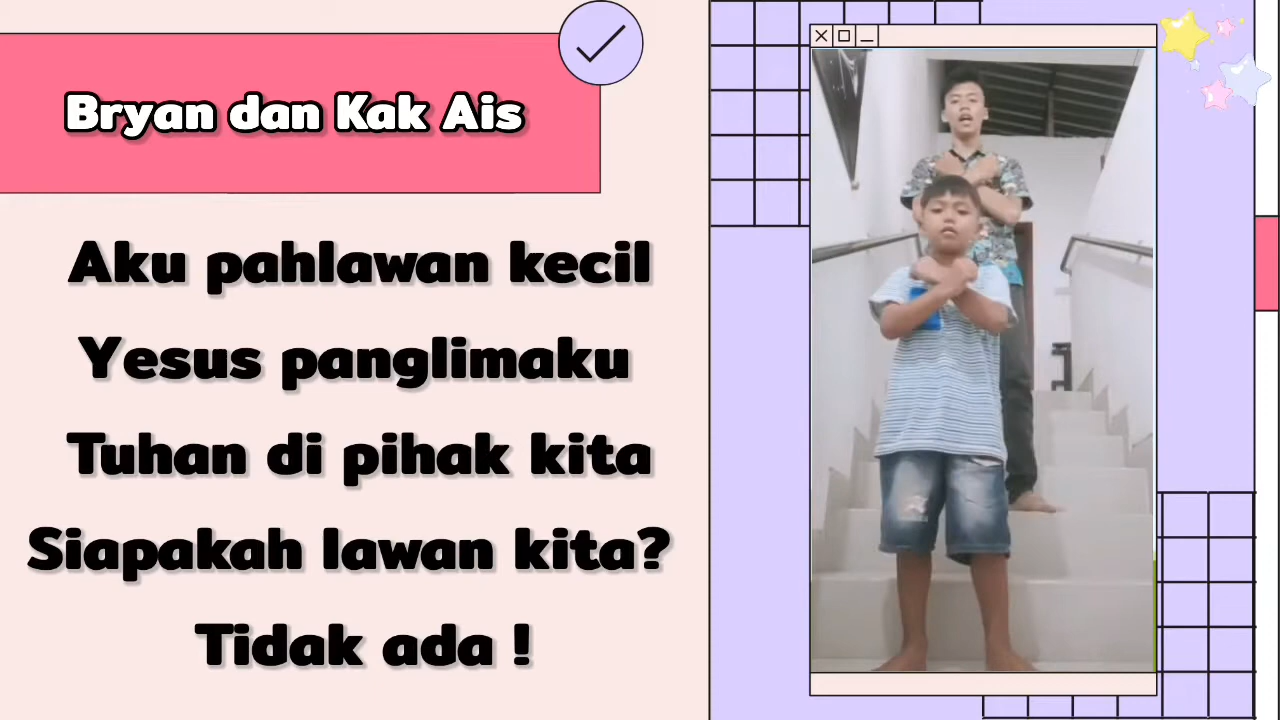 Bryan dan Kak Ais
Aku pahlawan kecil
Yesus panglimaku
Tuhan di pihak kita
Siapakah lawan kita?
Tidak ada !